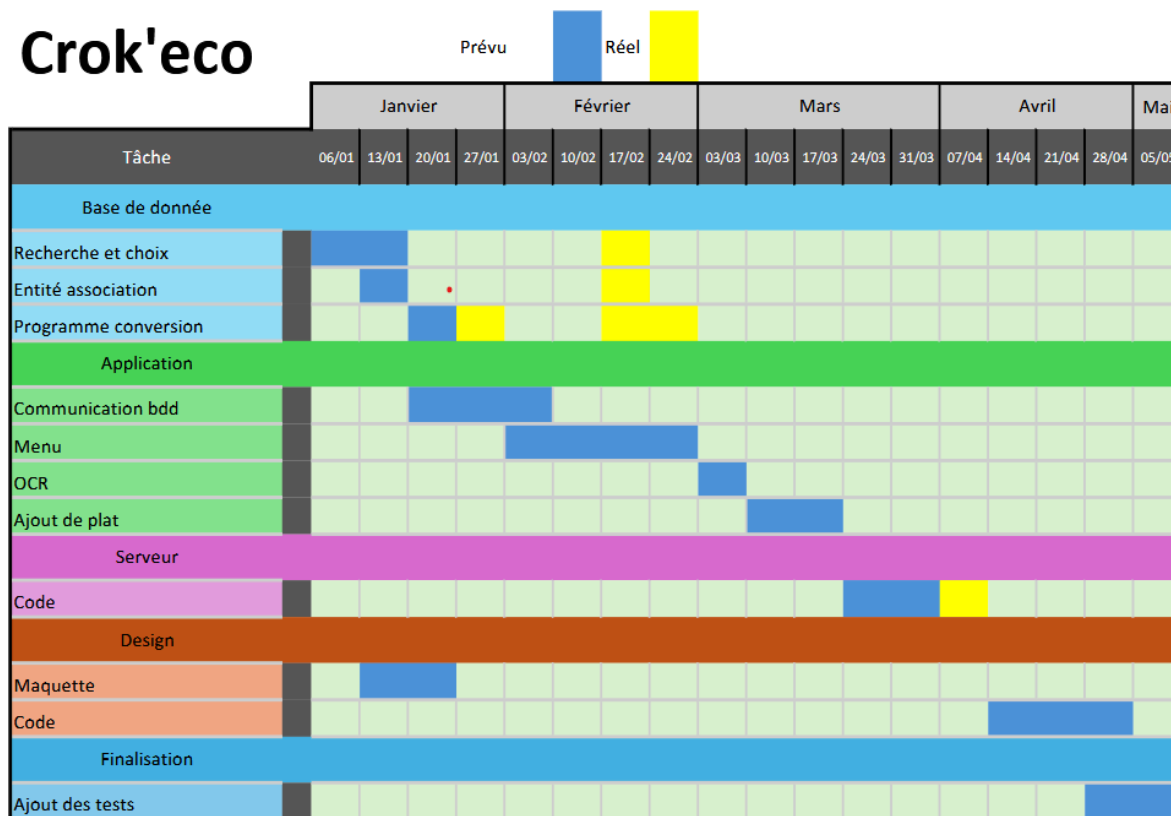 Crok'eco
Prévu Réel
Janvier Février Mars Avril Mai
Tâche 06/01 13/01 20/01 27/01 03/02 10/02 17/02 24/02 03/03 10/03 17/03 24/03 31/03 07/04 14/04 21/04 28/04 05/05
Base de donnée
Recherche et choix
Entité association
Programme conversion
Application
Communication bdd
Menu
OCR
Ajout de plat
Serveur
Code
Design
Maquette
Code
Finalisation
Ajout des tests